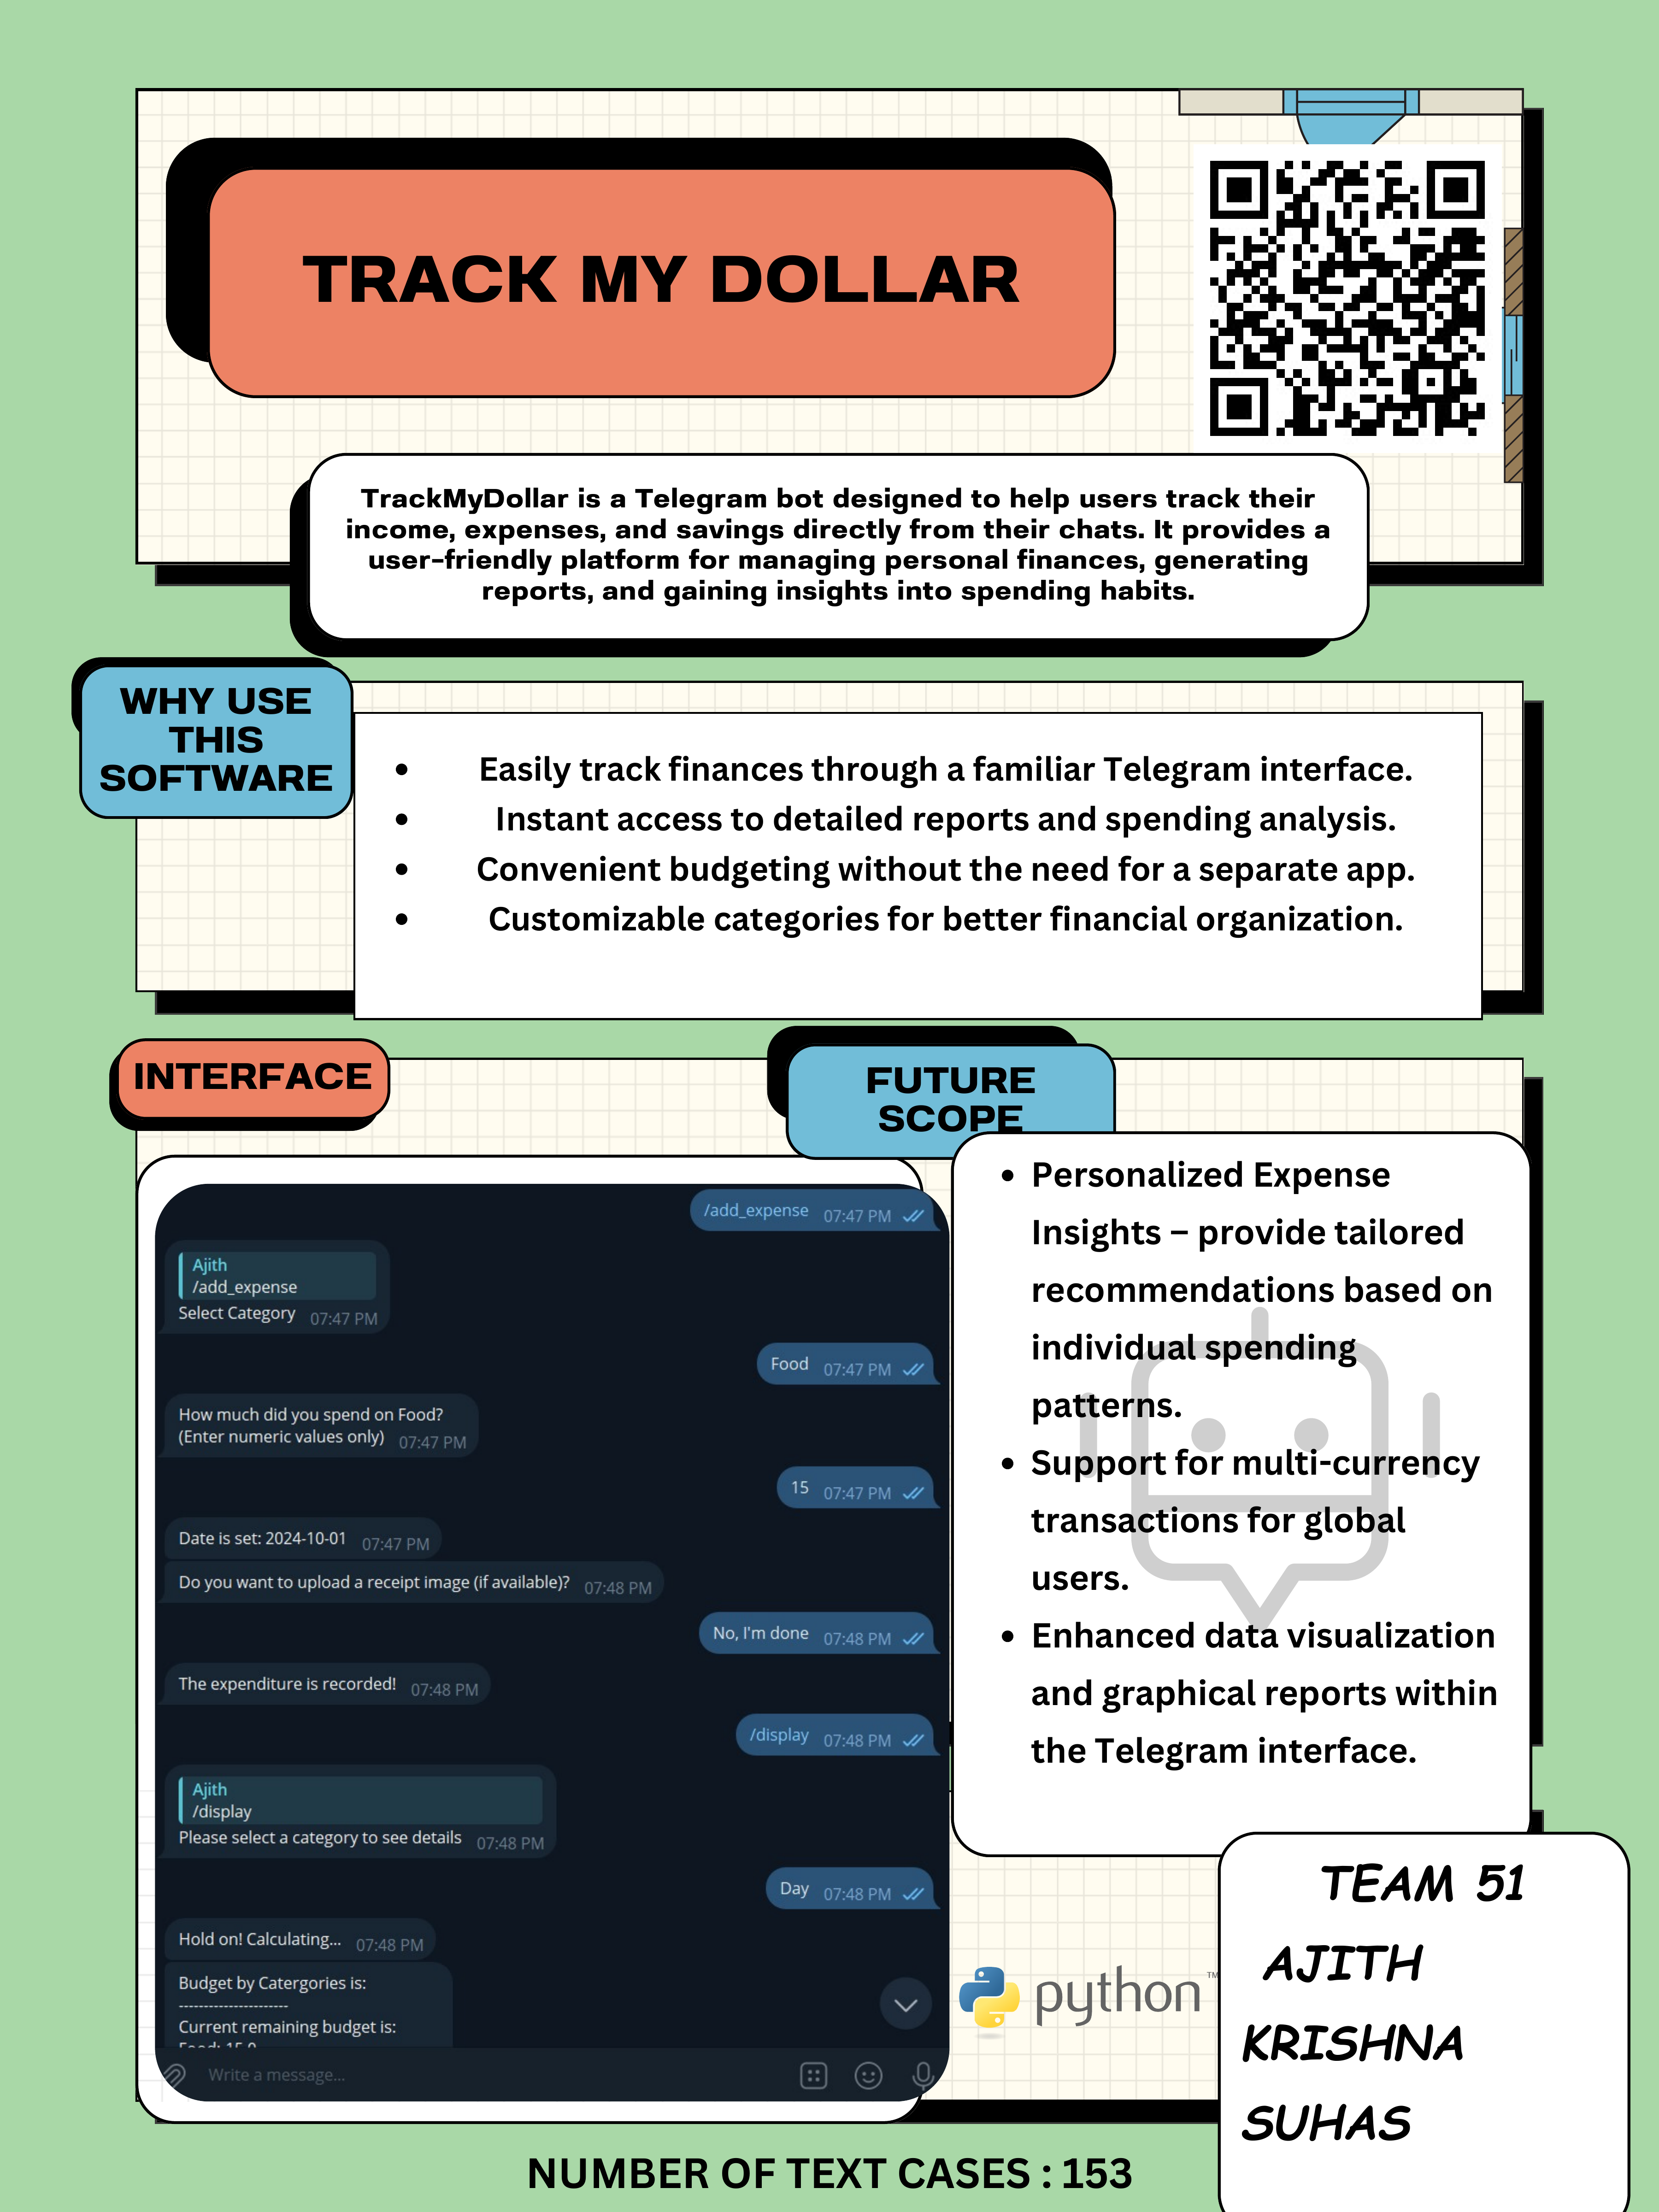 TRACK MY DOLLAR
TrackMyDollar is a Telegram bot designed to help users track their
income, expenses, and savings directly from their chats. It provides a
user-friendly platform for managing personal finances, generating
reports, and gaining insights into spending habits.
WHY USE
THIS
SOFTWARE
• Easily track finances through a familiar Telegram interface.
• Instant access to detailed reports and spending analysis.
• Convenient budgeting without the need for a separate app.
• Customizable categories for better financial organization.
INTERFACE
/add_expense 07:47 PM
Ajith
/add_expense
Select Category 07:47 PM
Food 07:47 PM
How much did you spend on Food?
(Enter numeric values only) 07:47 PM
15 07:47 PM
Date is set: 2024-10-01 07:47 PM
Do you want to upload a receipt image (if available)? 07:48 PM
No, I'm done 07:48 PM
The expenditure is recorded! 07:48 PM
/display 07:48 PM
Ajith
/display
Please select a category to see details 07:48 PM
Day 07:48 PM
Hold on! Calculating... 07:48 PM
Budget by Catergories is:
----------------------
Current remaining budget is:
Food: 15.0
Write a message...
FUTURE
SCOPE
• Personalized Expense
Insights – provide tailored
recommendations based on
individual spending
patterns.
• Support for multi-currency
transactions for global
users.
• Enhanced data visualization
and graphical reports within
the Telegram interface.
python™
TEAM 51
AJITH
KRISHNA
SUHAS
NUMBER OF TEXT CASES : 153